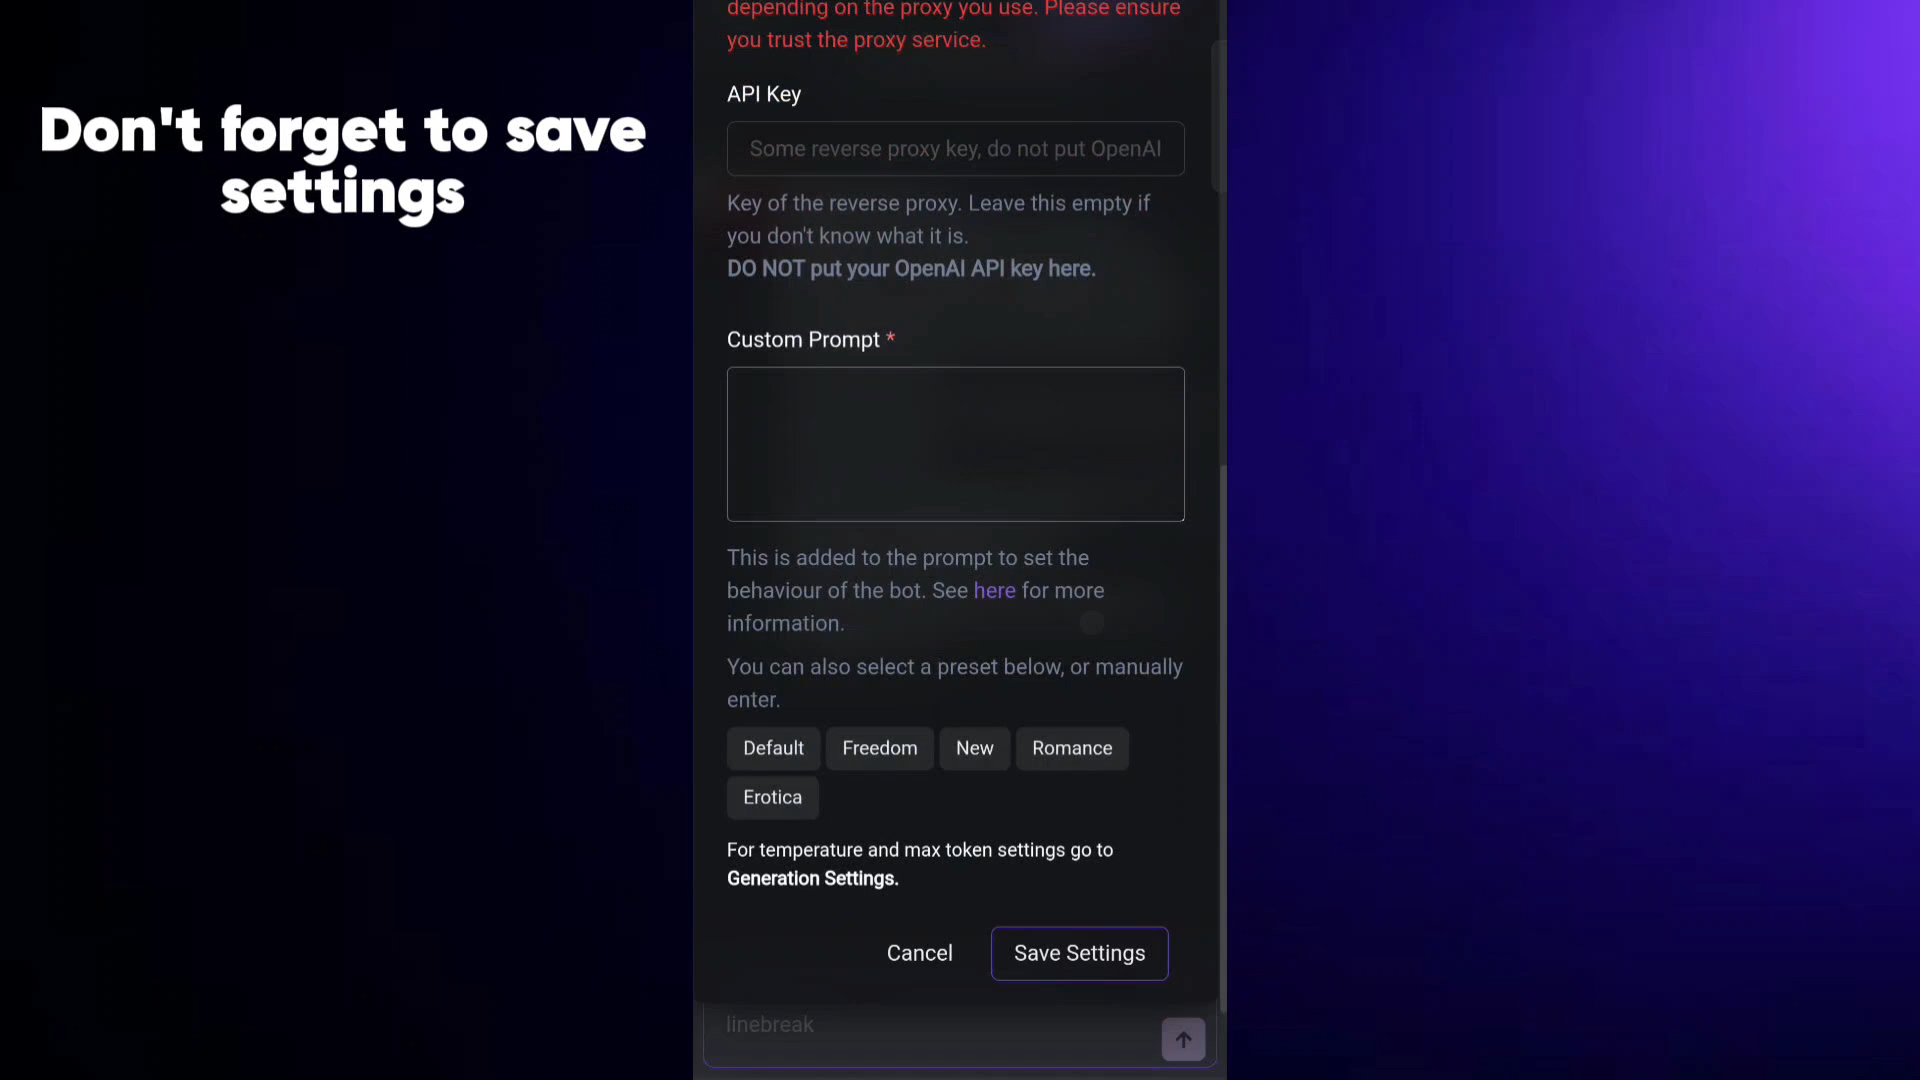 Don't forget to save
settings
depending on the proxy you use. Please ensure
you trust the proxy service.
API Key
Some reverse proxy key, do not put OpenAI
Key of the reverse proxy. Leave this empty if
you don't know what it is.
DO NOT put your OpenAI API key here.
Custom Prompt *
This is added to the prompt to set the
behaviour of the bot. See here for more
information.
You can also select a preset below, or manually
enter.
Default Freedom New Romance
Erotica
For temperature and max token settings go to
Generation Settings.
Cancel Save Settings
linebreak